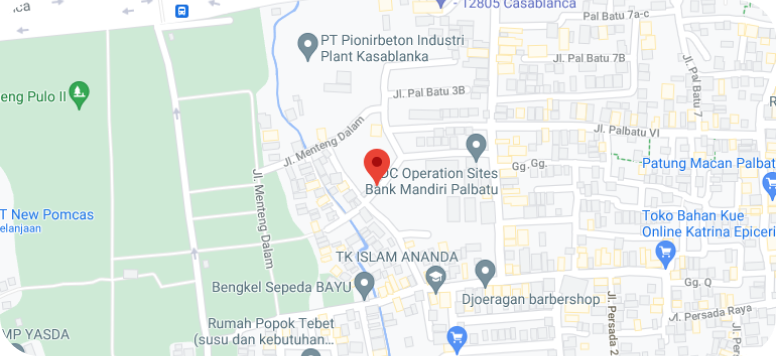 ca
12805 Casablanca
Pal Batu 7a-c
PT Pionirbeton Industri
Plant Kasablanka
Jl. Pal Batu 7B
Jl. Pal Batu 7
eng Pulo II
Jl. Pal Batu 3B
R
Jl. Menteng Dalam
Jl. Palbatu VI
Gg. Gg.
Patung Macan Palbat
OC Operation Sites
Bank Mandiri Palbatu
Jl. Menteng Dalam
T New Pomcas
elanjaan
Toko Bahan Kue
Online Katrina Epiceri
TK ISLAM ANANDA
Bengkel Sepeda BAYU
Djoeragan barbershop
Gg. Q
Jl. Persada 2
Persada Raya
Rumah Popok Tebet
(susu dan kebutuhan...
MP YASDA